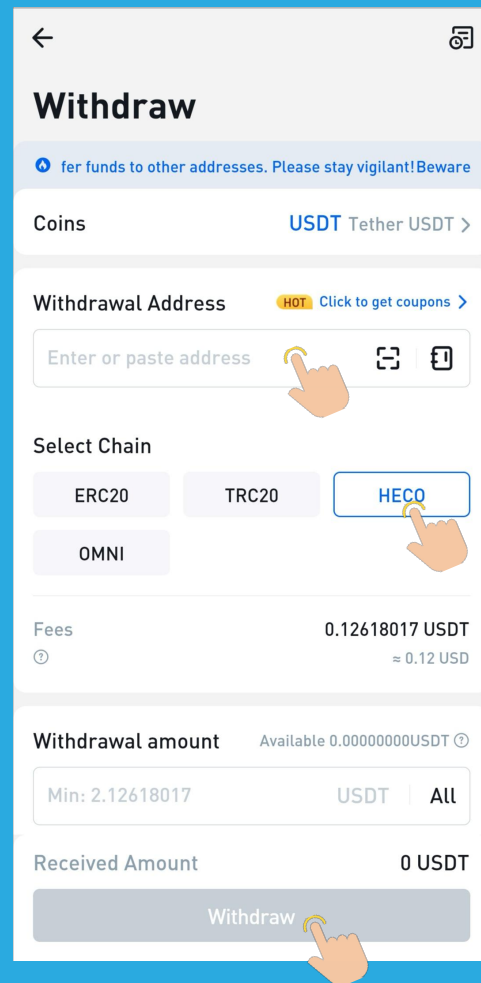 Withdraw
fer funds to other addresses. Please stay vigilant! Beware
Coins USDT Tether USDT >
Withdrawal Address HOT Click to get coupons >
Enter or paste address
Select Chain
ERC20 TRC20 HECO
OMNI
Fees 0.12618017 USDT
≈ 0.12 USD
Withdrawal amount Available 0.00000000USDT
Min: 2.12618017 USDT All
Received Amount 0 USDT
Withdraw